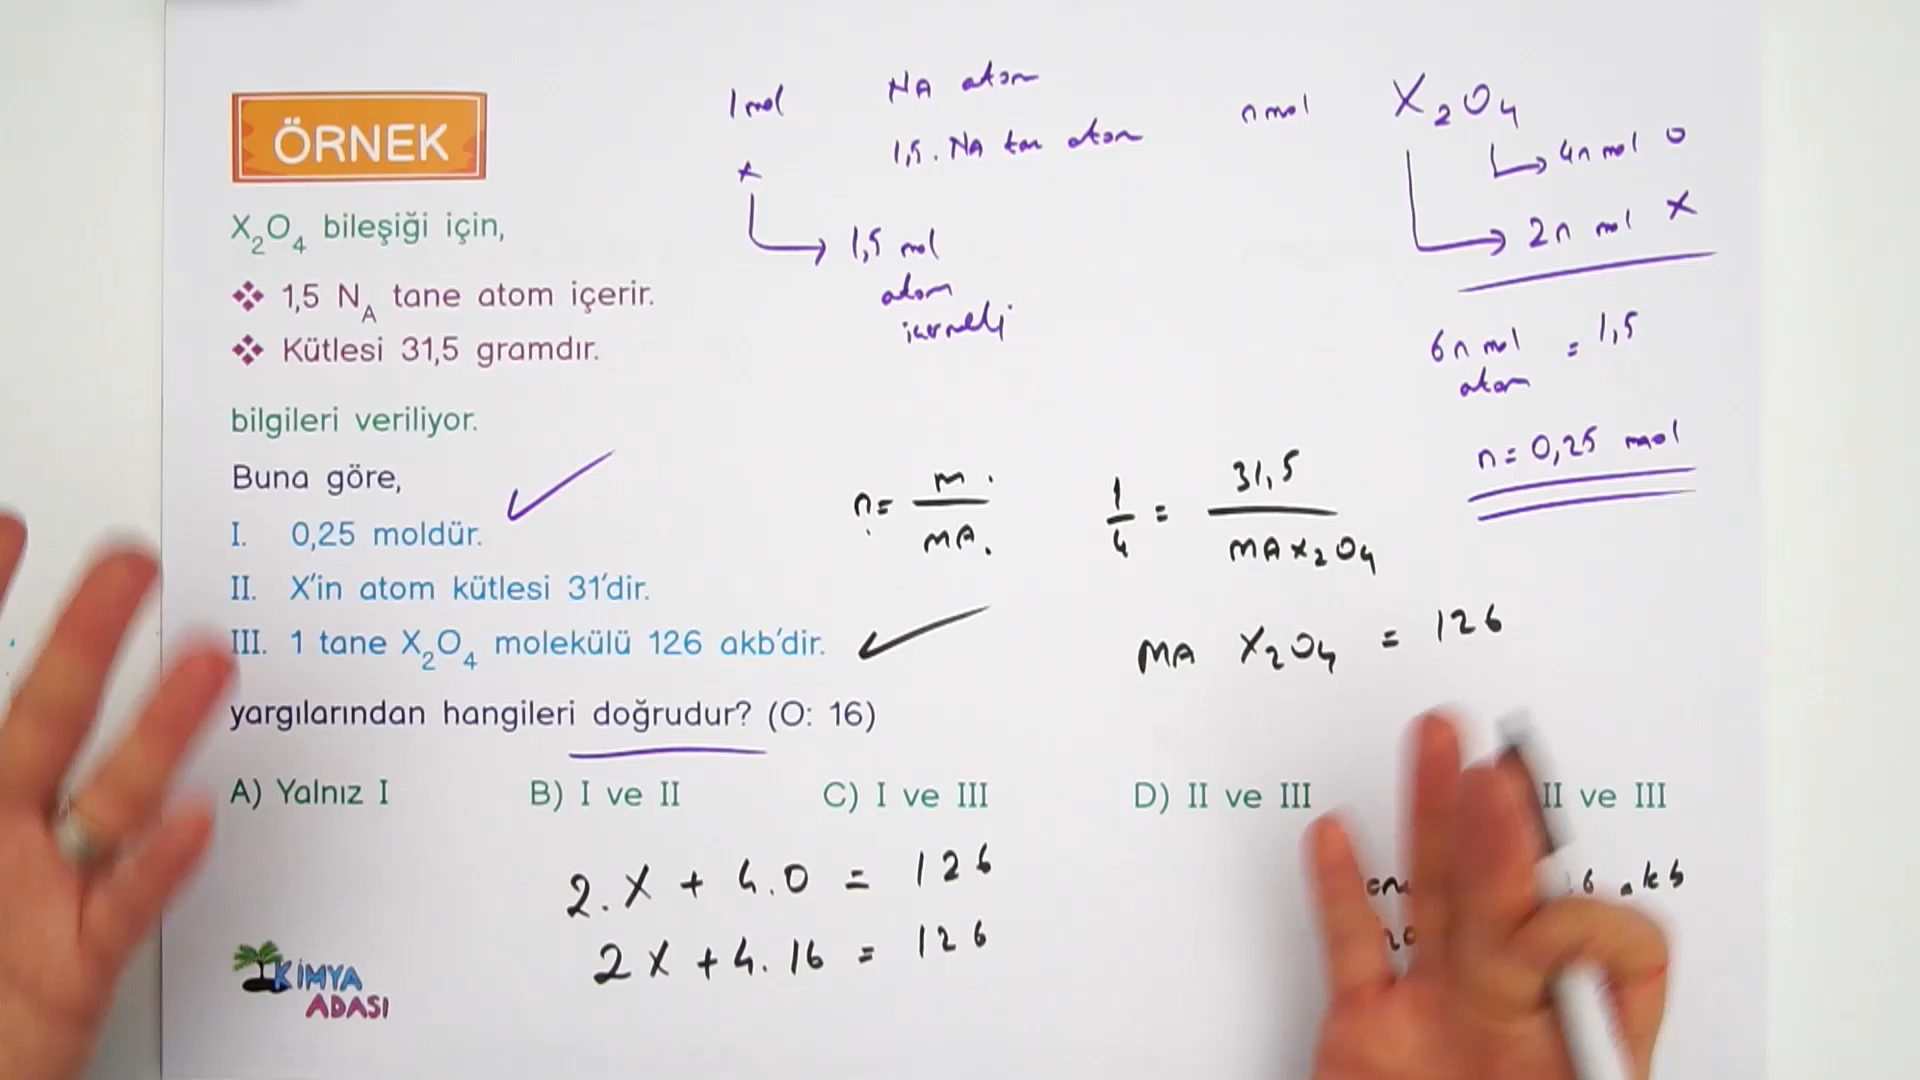 ÖRNEK
X₂O₄ bileşiği için,
❖ 1,5 N_A tane atom içerir.
❖ Kütlesi 31,5 gramdır.
bilgileri veriliyor.
Buna göre,
I. 0,25 moldür.
II. X'in atom kütlesi 31'dir.
III. 1 tane X₂O₄ molekülü 126 akb'dir.
yargılarından hangileri doğrudur? (O: 16)
A) Yalnız I B) I ve II C) I ve III D) II ve III II ve III
1 mol NA atom
x 1,5 . NA tan atom
1,5 mol
atom
içermeli
n mol X₂O₄
4n mol O
2n mol X
6n mol = 1,5
atom
n = 0,25 mol
n = m / MA
1/4 = 31,5 / MA X₂O₄
MA X₂O₄ = 126
2.X + 4.O = 126
2X + 4.16 = 126
6 akb
KİMYA
ADASI